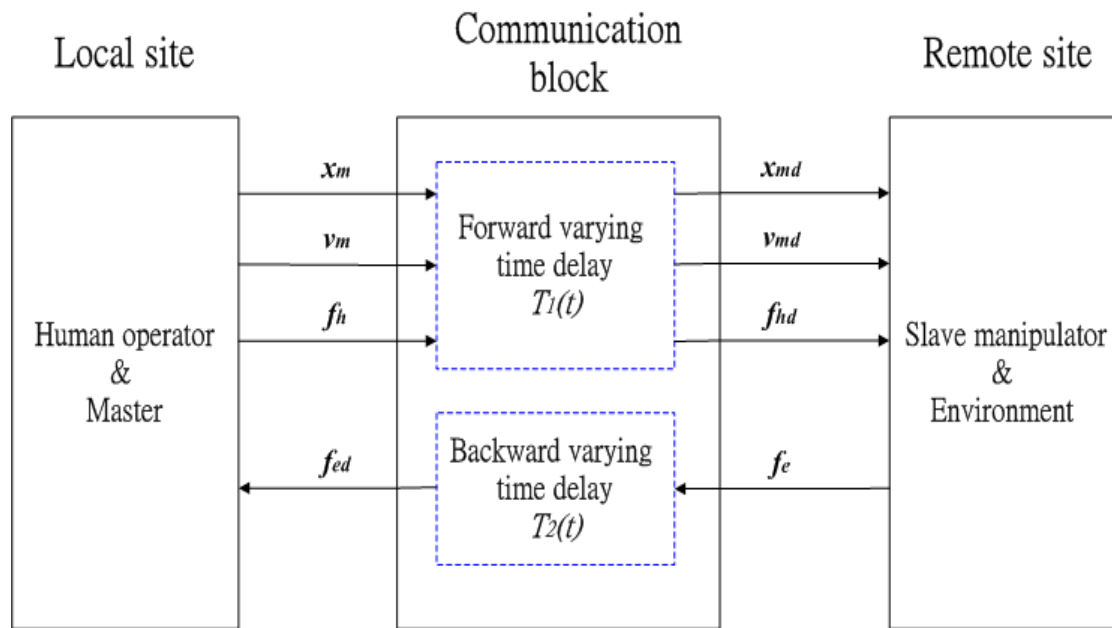 Local site
Communication
block
Remote site
Human operator
&
Master
xm
vm
fh
fed
Forward varying
time delay
T1(t)
Backward varying
time delay
T2(t)
xmd
vmd
fhd
fe
Slave manipulator
&
Environment